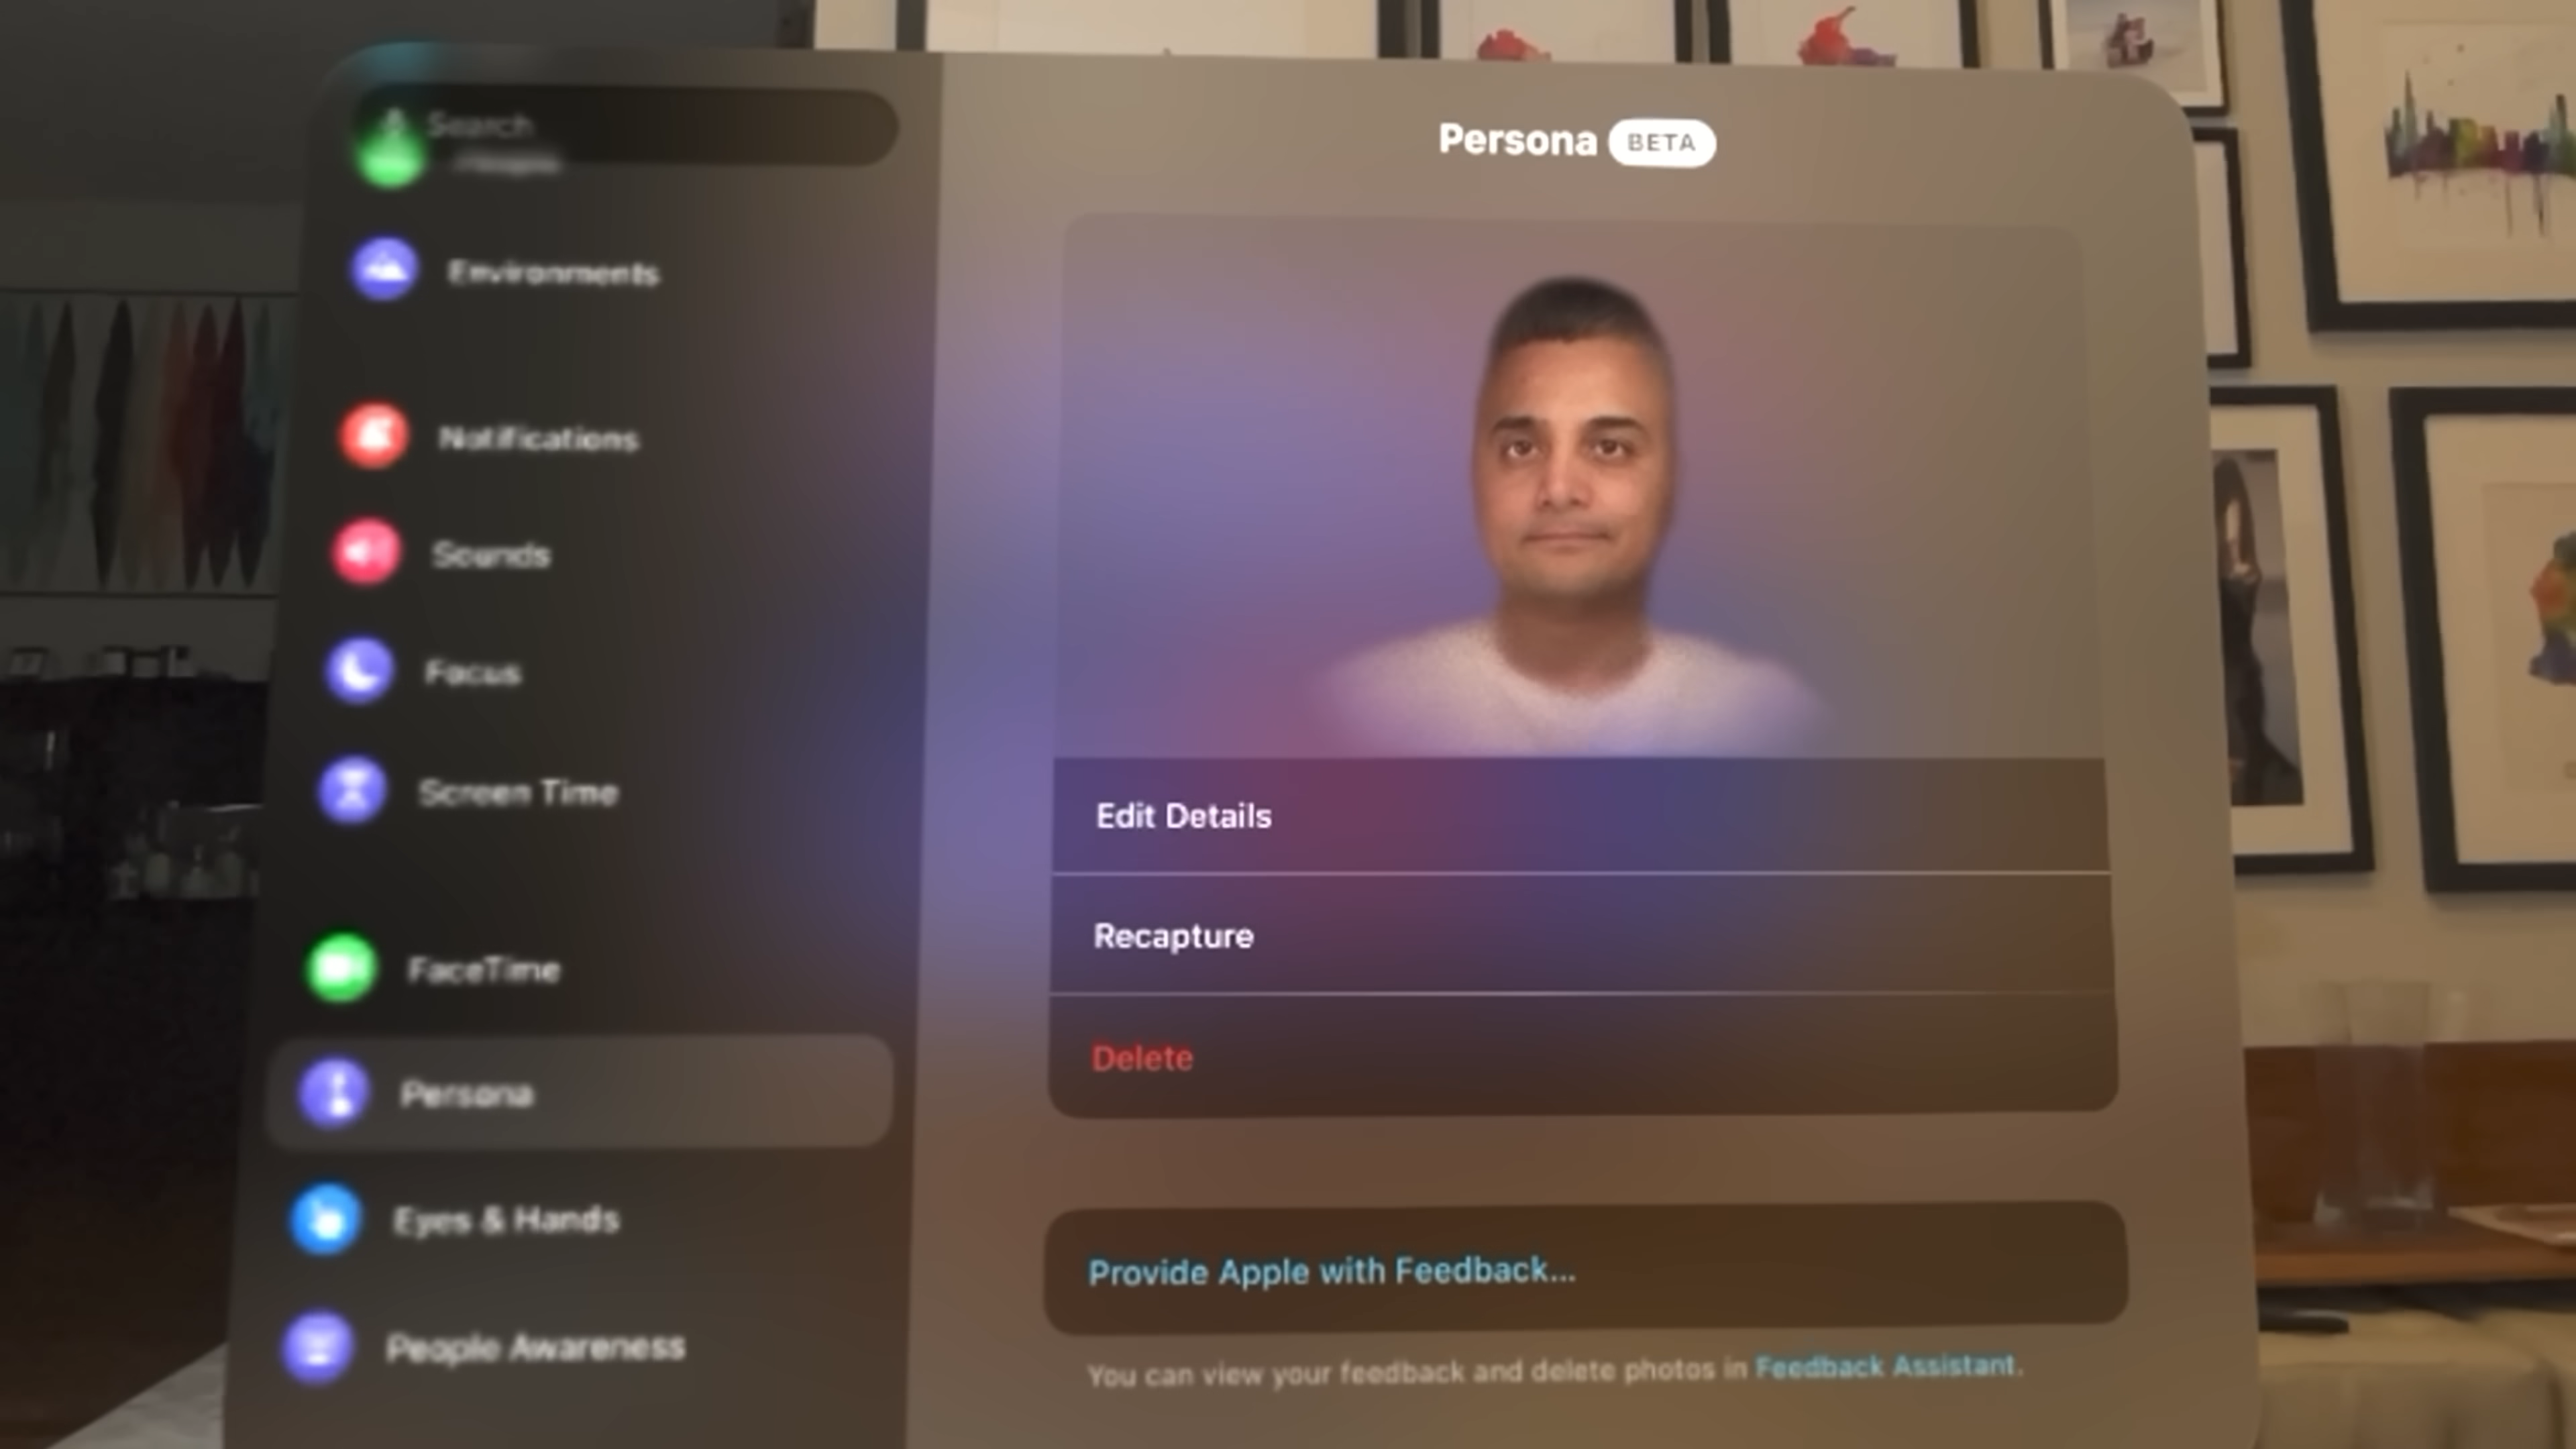 Search
Environments
Notifications
Sounds
Focus
Screen Time
FaceTime
Persona
Eyes & Hands
People Awareness
Persona BETA
Edit Details
Recapture
Delete
Provide Apple with Feedback...
You can view your feedback and delete photos in Feedback Assistant.